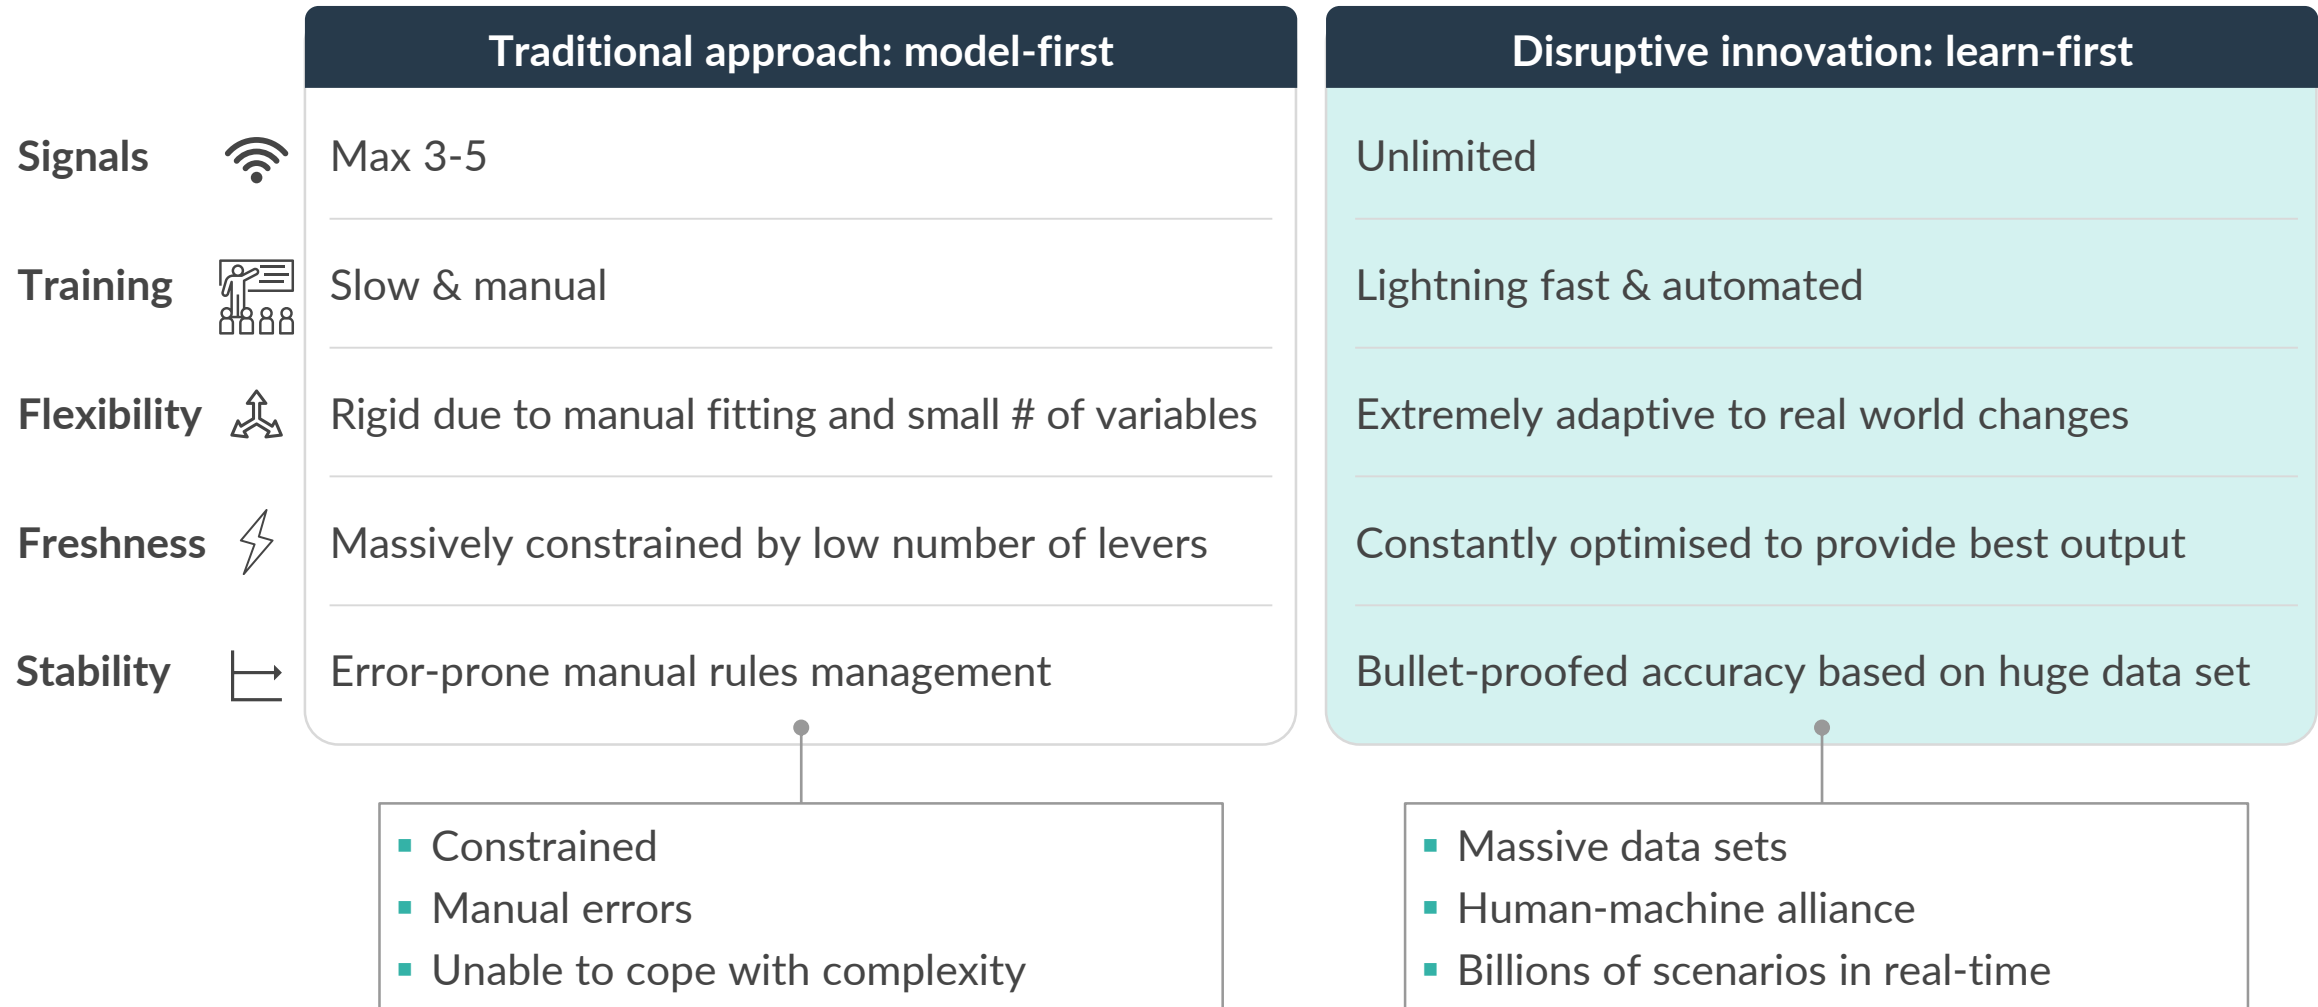 Traditional approach: model-first
Disruptive innovation: learn-first
Signals
Max 3-5
Unlimited
Training
Slow & manual
Lightning fast & automated
Flexibility
Rigid due to manual fitting and small # of variables
Extremely adaptive to real world changes
Freshness
Massively constrained by low number of levers
Constantly optimised to provide best output
Stability
Error-prone manual rules management
Bullet-proofed accuracy based on huge data set
▪ Constrained
▪ Manual errors
▪ Unable to cope with complexity
▪ Massive data sets
▪ Human-machine alliance
▪ Billions of scenarios in real-time